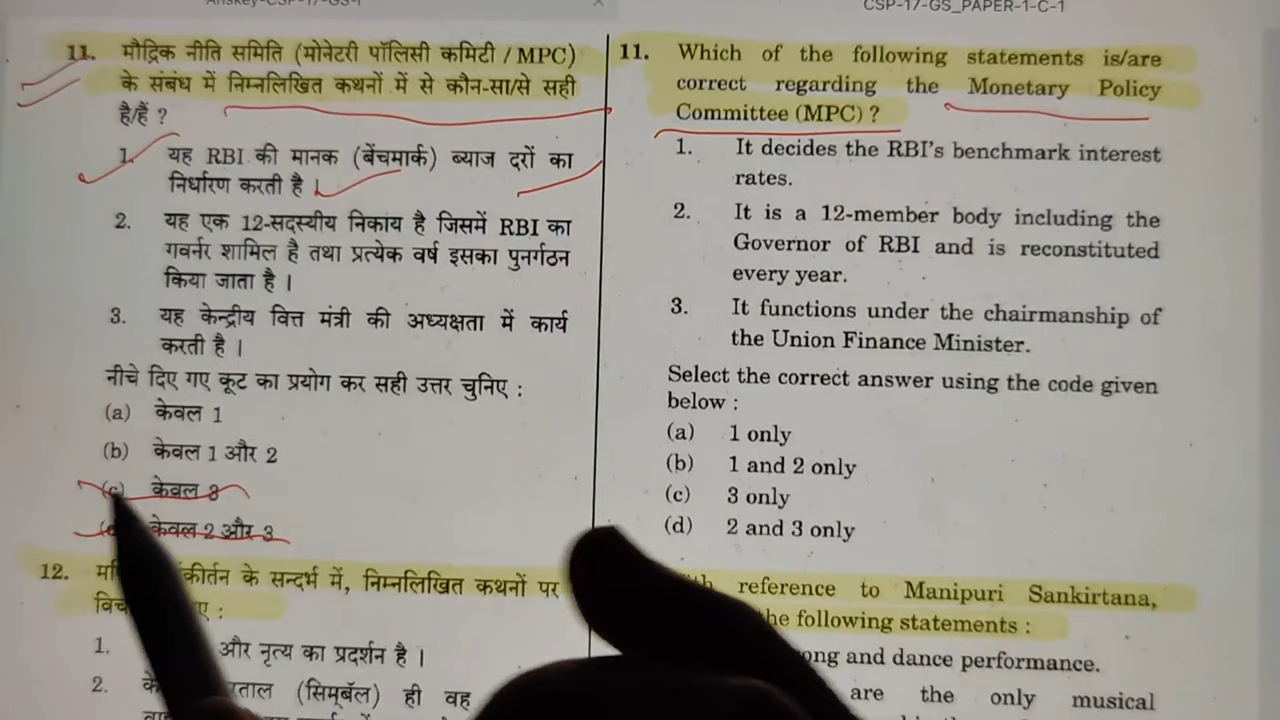 Anskey-CSP-17-GS-I
CSP-17-GS_PAPER-1-C-1
11. मौद्रिक नीति समिति (मोनेटरी पॉलिसी कमिटी / MPC)
के संबंध में निम्नलिखित कथनों में से कौन-सा/से सही
है/हैं ?
1. यह RBI की मानक (बेंचमार्क) ब्याज दरों का
निर्धारण करती है ।
2. यह एक 12-सदस्यीय निकाय है जिसमें RBI का
गवर्नर शामिल है तथा प्रत्येक वर्ष इसका पुनर्गठन
किया जाता है ।
3. यह केन्द्रीय वित्त मंत्री की अध्यक्षता में कार्य
करती है ।
नीचे दिए गए कूट का प्रयोग कर सही उत्तर चुनिए :
(a) केवल 1
(b) केवल 1 और 2
(c) केवल 3
केवल 2 और 3
12.
कीर्तन के सन्दर्भ में, निम्नलिखित कथनों पर
1. और नृत्य का प्रदर्शन है ।
2. (सिम्बॅल) ही वह
11. Which of the following statements is/are
correct regarding the Monetary Policy
Committee (MPC) ?
1. It decides the RBI's benchmark interest
rates.
2. It is a 12-member body including the
Governor of RBI and is reconstituted
every year.
3. It functions under the chairmanship of
the Union Finance Minister.
Select the correct answer using the code given
below :
(a) 1 only
(b) 1 and 2 only
(c) 3 only
(d) 2 and 3 only
reference to Manipuri Sankirtana,
the following statements :
and dance performance.
are the only musical